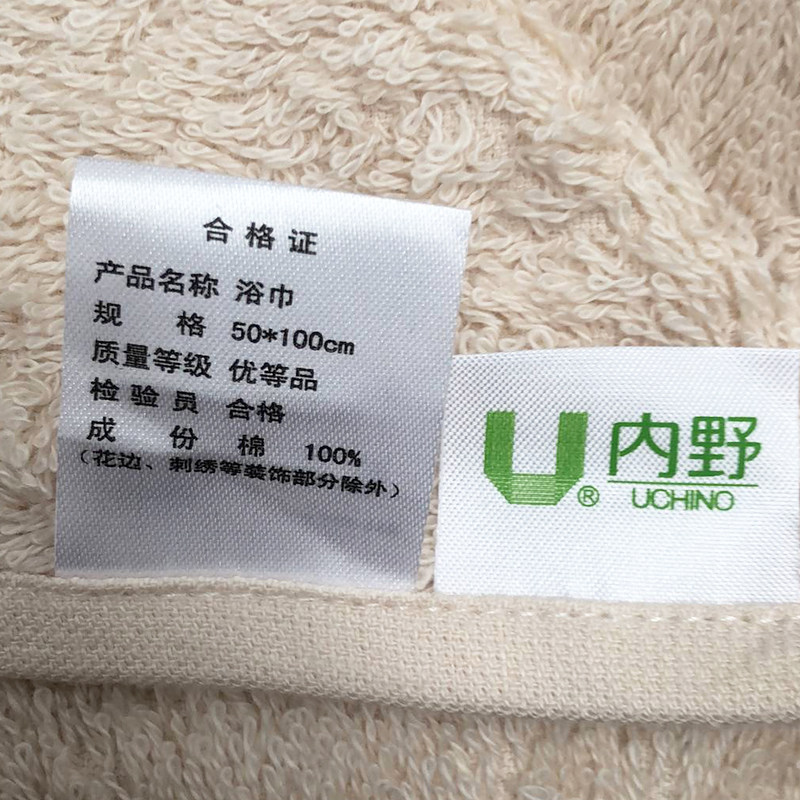 合格证
产品名称 浴巾
规 格 50*100cm
质量等级 优等品
检验员 合格
成 份 棉 100%
（花边、刺绣等装饰部分除外）
U® 内野
UCHINO